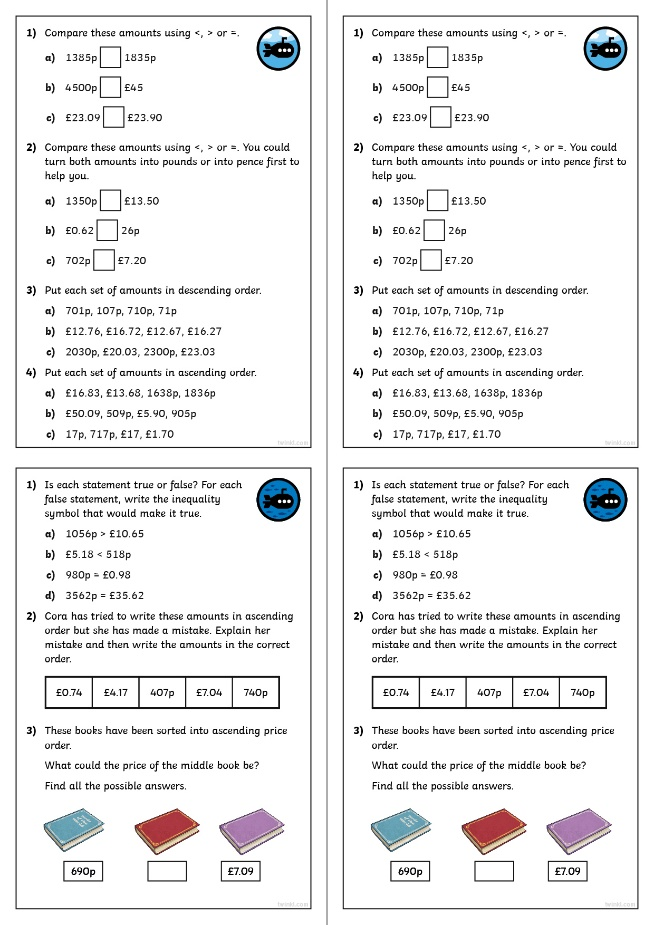 1) Compare these amounts using <, > or =.
a) 1385p 1835p
b) 4500p £45
c) £23.09 £23.90
2) Compare these amounts using <, > or =. You could
turn both amounts into pounds or into pence first to
help you.
a) 1350p £13.50
b) £0.62 26p
c) 702p £7.20
3) Put each set of amounts in descending order.
a) 701p, 107p, 710p, 71p
b) £12.76, £16.72, £12.67, £16.27
c) 2030p, £20.03, 2300p, £23.03
4) Put each set of amounts in ascending order.
a) £16.83, £13.68, 1638p, 1836p
b) £50.09, 509p, £5.90, 905p
c) 17p, 717p, £17, £1.70
twinkl.com
1) Compare these amounts using <, > or =.
a) 1385p 1835p
b) 4500p £45
c) £23.09 £23.90
2) Compare these amounts using <, > or =. You could
turn both amounts into pounds or into pence first to
help you.
a) 1350p £13.50
b) £0.62 26p
c) 702p £7.20
3) Put each set of amounts in descending order.
a) 701p, 107p, 710p, 71p
b) £12.76, £16.72, £12.67, £16.27
c) 2030p, £20.03, 2300p, £23.03
4) Put each set of amounts in ascending order.
a) £16.83, £13.68, 1638p, 1836p
b) £50.09, 509p, £5.90, 905p
c) 17p, 717p, £17, £1.70
twinkl.com
1) Is each statement true or false? For each
false statement, write the inequality
symbol that would make it true.
a) 1056p > £10.65
b) £5.18 < 518p
c) 980p = £0.98
d) 3562p = £35.62
2) Cora has tried to write these amounts in ascending
order but she has made a mistake. Explain her
mistake and then write the amounts in the correct
order.
£0.74 £4.17 407p £7.04 740p
3) These books have been sorted into ascending price
order.
What could the price of the middle book be?
Find all the possible answers.
690p £7.09
twinkl.com
1) Is each statement true or false? For each
false statement, write the inequality
symbol that would make it true.
a) 1056p > £10.65
b) £5.18 < 518p
c) 980p = £0.98
d) 3562p = £35.62
2) Cora has tried to write these amounts in ascending
order but she has made a mistake. Explain her
mistake and then write the amounts in the correct
order.
£0.74 £4.17 407p £7.04 740p
3) These books have been sorted into ascending price
order.
What could the price of the middle book be?
Find all the possible answers.
690p £7.09
twinkl.com